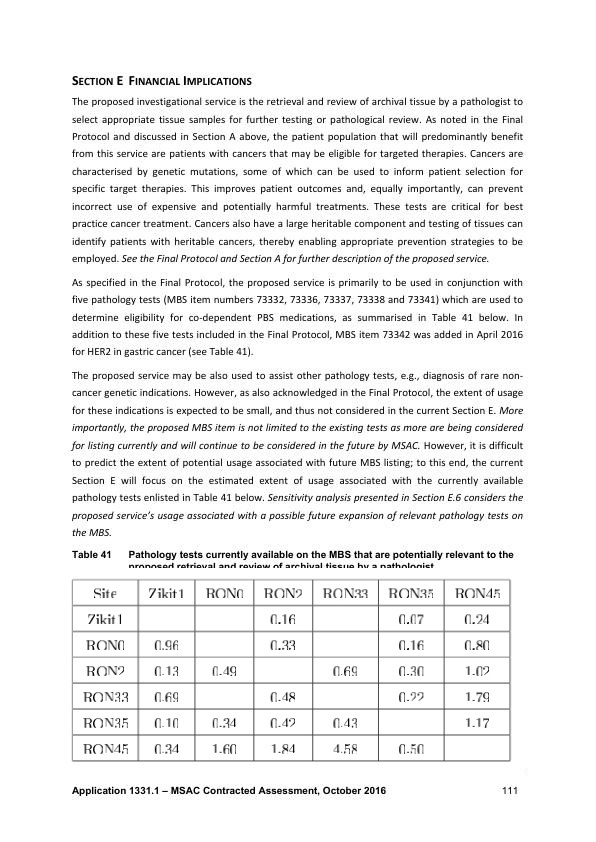 SECTION E FINANCIAL IMPLICATIONS
The proposed investigational service is the retrieval and review of archival tissue by a pathologist to
select appropriate tissue samples for further testing or pathological review. As noted in the Final
Protocol and discussed in Section A above, the patient population that will predominantly benefit
from this service are patients with cancers that may be eligible for targeted therapies. Cancers are
characterised by genetic mutations, some of which can be used to inform patient selection for
specific target therapies. This improves patient outcomes and, equally importantly, can prevent
incorrect use of expensive and potentially harmful treatments. These tests are critical for best
practice cancer treatment. Cancers also have a large heritable component and testing of tissues can
identify patients with heritable cancers, thereby enabling appropriate prevention strategies to be
employed. See the Final Protocol and Section A for further description of the proposed service.
As specified in the Final Protocol, the proposed service is primarily to be used in conjunction with
five pathology tests (MBS item numbers 73332, 73336, 73337, 73338 and 73341) which are used to
determine eligibility for co-dependent PBS medications, as summarised in Table 41 below. In
addition to these five tests included in the Final Protocol, MBS item 73342 was added in April 2016
for HER2 in gastric cancer (see Table 41).
The proposed service may be also used to assist other pathology tests, e.g., diagnosis of rare non-
cancer genetic indications. However, as also acknowledged in the Final Protocol, the extent of usage
for these indications is expected to be small, and thus not considered in the current Section E. More
importantly, the proposed MBS item is not limited to the existing tests as more are being considered
for listing currently and will continue to be considered in the future by MSAC. However, it is difficult
to predict the extent of potential usage associated with future MBS listing; to this end, the current
Section E will focus on the estimated extent of usage associated with the currently available
pathology tests enlisted in Table 41 below. Sensitivity analysis presented in Section E.6 considers the
proposed service's usage associated with a possible future expansion of relevant pathology tests on
the MBS.
Table 41 Pathology tests currently available on the MBS that are potentially relevant to the
proposed retrieval and review of archival tissue by a pathologist
Site Zikit1 RON0 RON2 RON33 RON35 RON45
Zikit1 0.16 0.07 0.24
RON0 0.96 0.33 0.16 0.80
RON2 0.13 0.49 0.69 0.30 1.02
RON33 0.69 0.48 0.22 1.79
RON35 0.10 0.34 0.42 0.43 1.17
RON45 0.34 1.60 1.84 4.58 0.50
Application 1331.1 – MSAC Contracted Assessment, October 2016 111